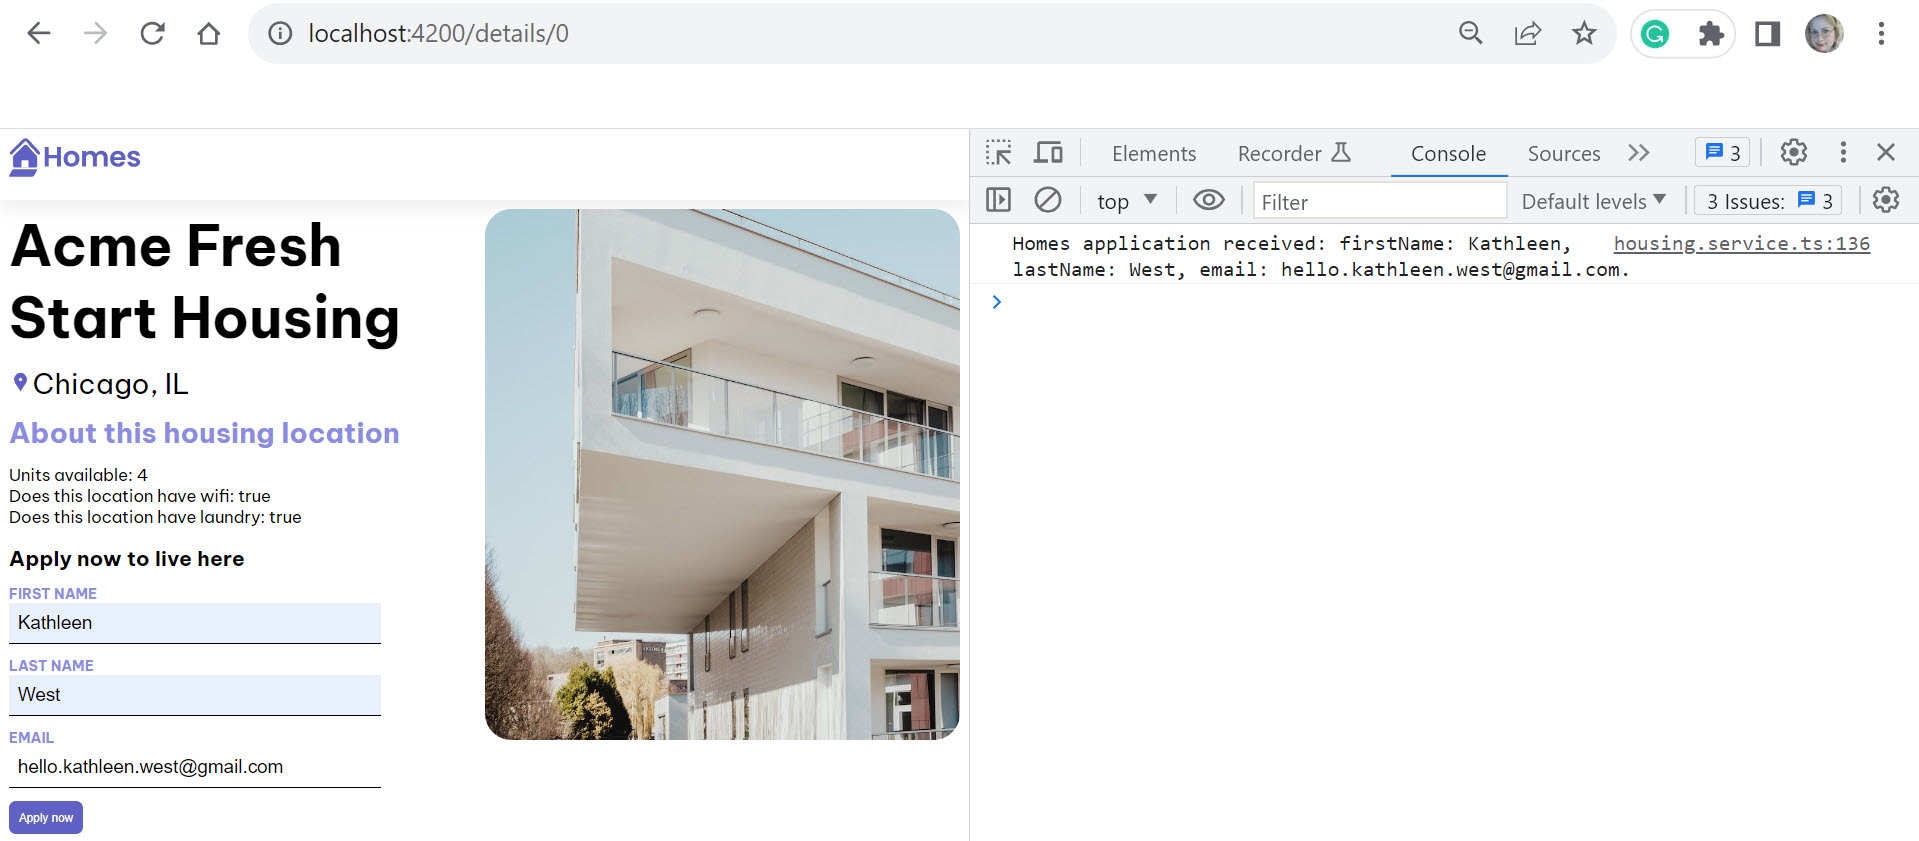 localhost:4200/details/0
Homes
Acme Fresh
Start Housing
Chicago, IL
About this housing location
Units available: 4
Does this location have wifi: true
Does this location have laundry: true
Apply now to live here
FIRST NAME
Kathleen
LAST NAME
West
EMAIL
hello.kathleen.west@gmail.com
Apply now
Elements Recorder Console Sources 3
top Filter Default levels 3 Issues: 3
Homes application received: firstName: Kathleen, housing.service.ts:136
lastName: West, email: hello.kathleen.west@gmail.com.